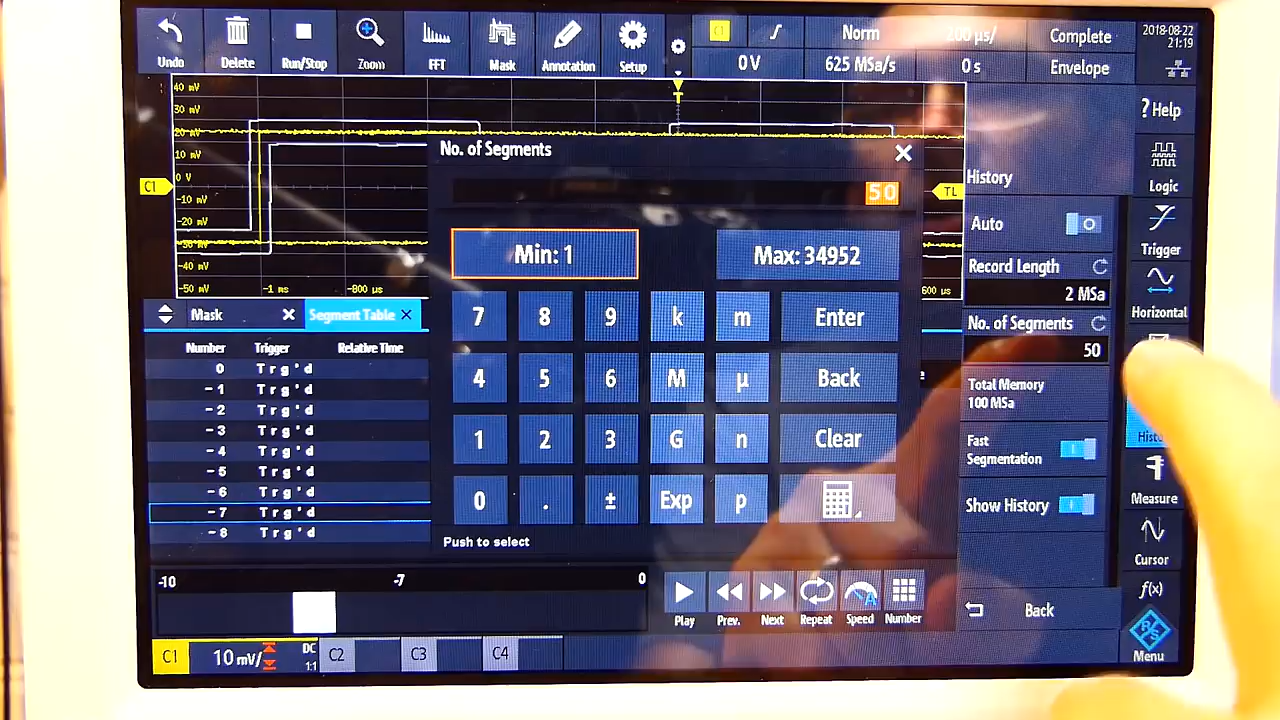 Undo
Delete
Run/Stop
Zoom
FFT
Mask
Annotation
Setup
C1
0 V
Norm
625 MSa/s
200 µs/
0 s
Complete
Envelope
2018-08-22
21:19
40 mV
30 mV
20 mV
10 mV
0 V
-10 mV
-20 mV
-40 mV
-50 mV
-1 ms
-800 µs
600 µs
C1
T
TL
No. of Segments
50
Min: 1
Max: 34952
7 8 9 k m Enter
4 5 6 M µ Back
1 2 3 G n Clear
0 . ± Exp p
Push to select
Mask
Segment Table
Number Trigger Relative Time
0 Trg'd
-1 Trg'd
-2 Trg'd
-3 Trg'd
-4 Trg'd
-5 Trg'd
-6 Trg'd
-7 Trg'd
-8 Trg'd
-10 -7 0
Play
Prev.
Next
Repeat
Speed
Number
C1
10 mV/
DC
1:1
C2
C3
C4
History
Auto
Record Length
2 MSa
No. of Segments
50
Total Memory
100 MSa
Fast
Segmentation
Show History
Back
? Help
Logic
Trigger
Horizontal
Measure
Cursor
f(x)
R/S
Menu